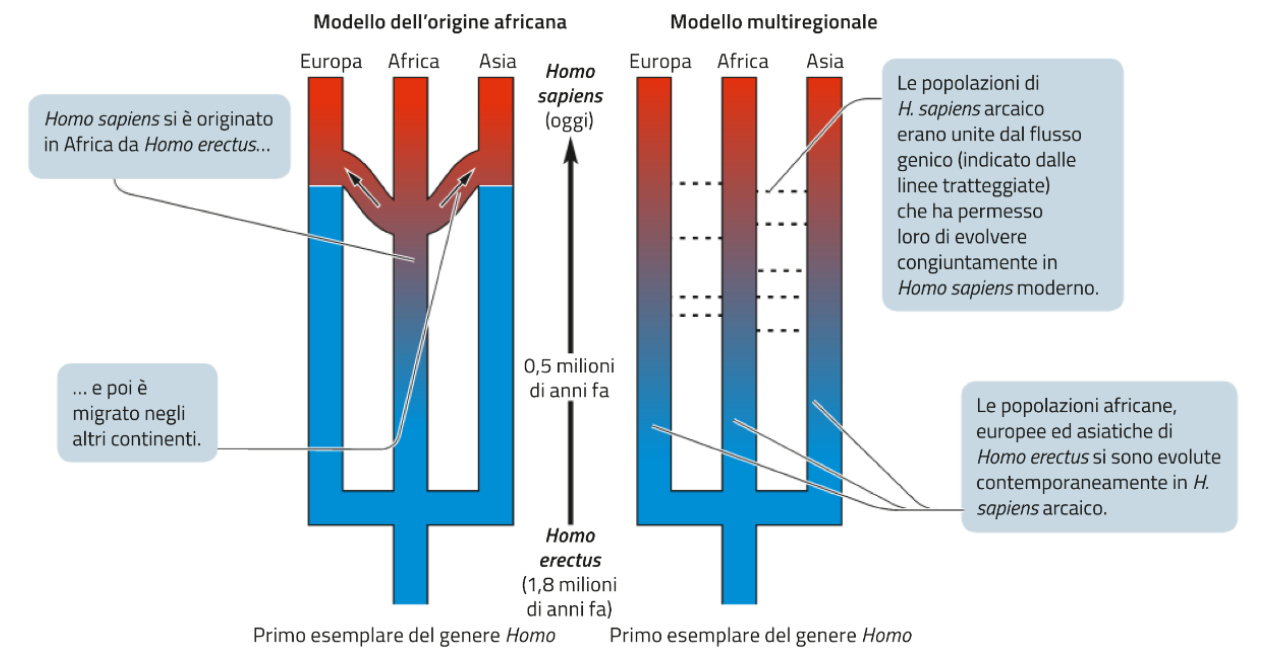 Modello dell'origine africana
Europa Africa Asia
Homo sapiens si è originato
in Africa da Homo erectus...
... e poi è
migrato negli
altri continenti.
Homo
sapiens
(oggi)
0,5 milioni
di anni fa
Homo
erectus
(1,8 milioni
di anni fa)
Primo esemplare del genere Homo
Modello multiregionale
Europa Africa Asia
Le popolazioni di
H. sapiens arcaico
erano unite dal flusso
genico (indicato dalle
linee tratteggiate)
che ha permesso
loro di evolvere
congiuntamente in
Homo sapiens moderno.
Le popolazioni africane,
europee ed asiatiche di
Homo erectus si sono evolute
contemporaneamente in H.
sapiens arcaico.
Primo esemplare del genere Homo